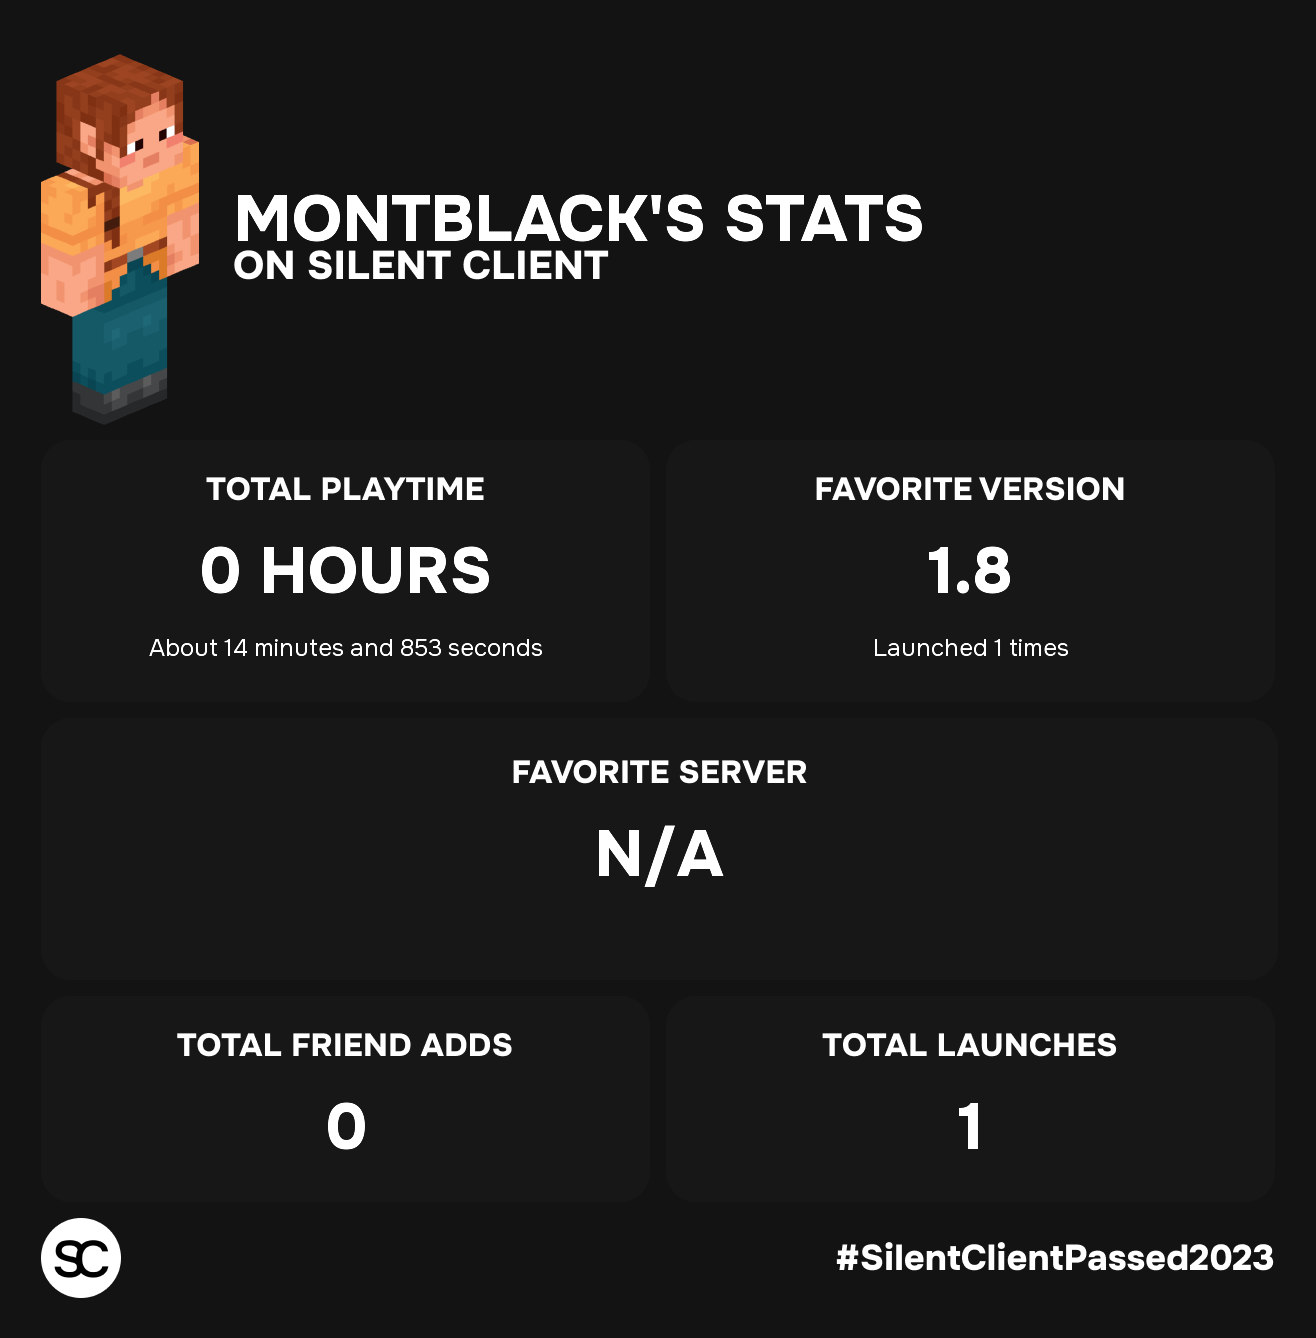 MONTBLACK'S STATS
ON SILENT CLIENT
TOTAL PLAYTIME
0 HOURS
About 14 minutes and 853 seconds
FAVORITE VERSION
1.8
Launched 1 times
FAVORITE SERVER
N/A
TOTAL FRIEND ADDS
0
TOTAL LAUNCHES
1
SC
#SilentClientPassed2023